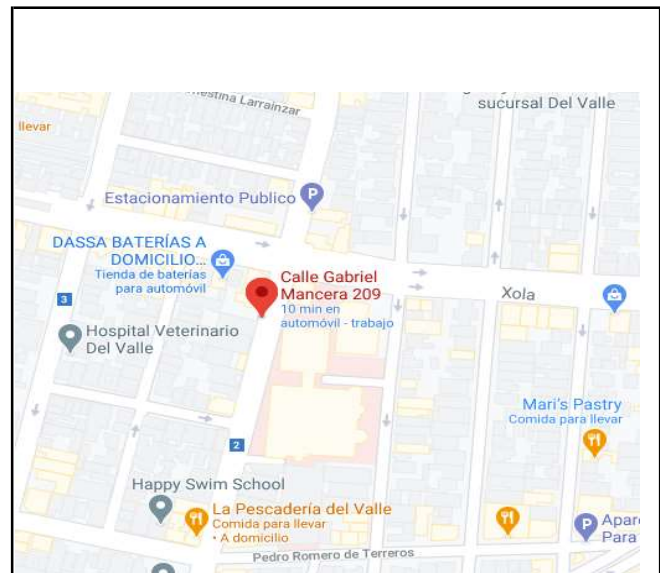 sucursal Del Valle
llevar
Estacionamiento Publico
P
DASSA BATERÍAS A
DOMICILIO...
Tienda de baterías
para automóvil
Calle Gabriel
Mancera 209
10 min en
automóvil - trabajo
Xola
3
Hospital Veterinario
Del Valle
Mari's Pastry
Comida para llevar
2
Happy Swim School
La Pescadería del Valle
Comida para llevar
• A domicilio
P
Para
Pedro Romero de Terreros